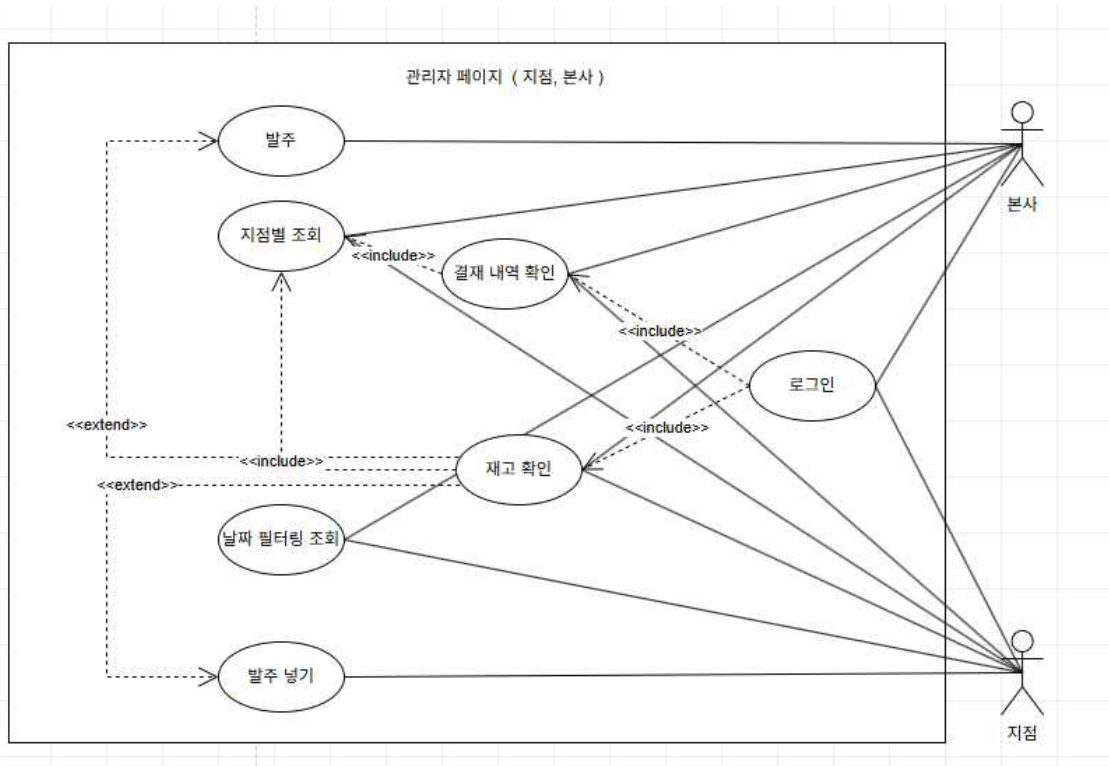 관리자 페이지 ( 지점, 본사 )
발주
본사
지점별 조회
<<include>>
결재 내역 확인
<<include>>
로그인
<<extend>>
<<include>>
<<include>>
재고 확인
<<extend>>
날짜 필터링 조회
발주 넣기
지점